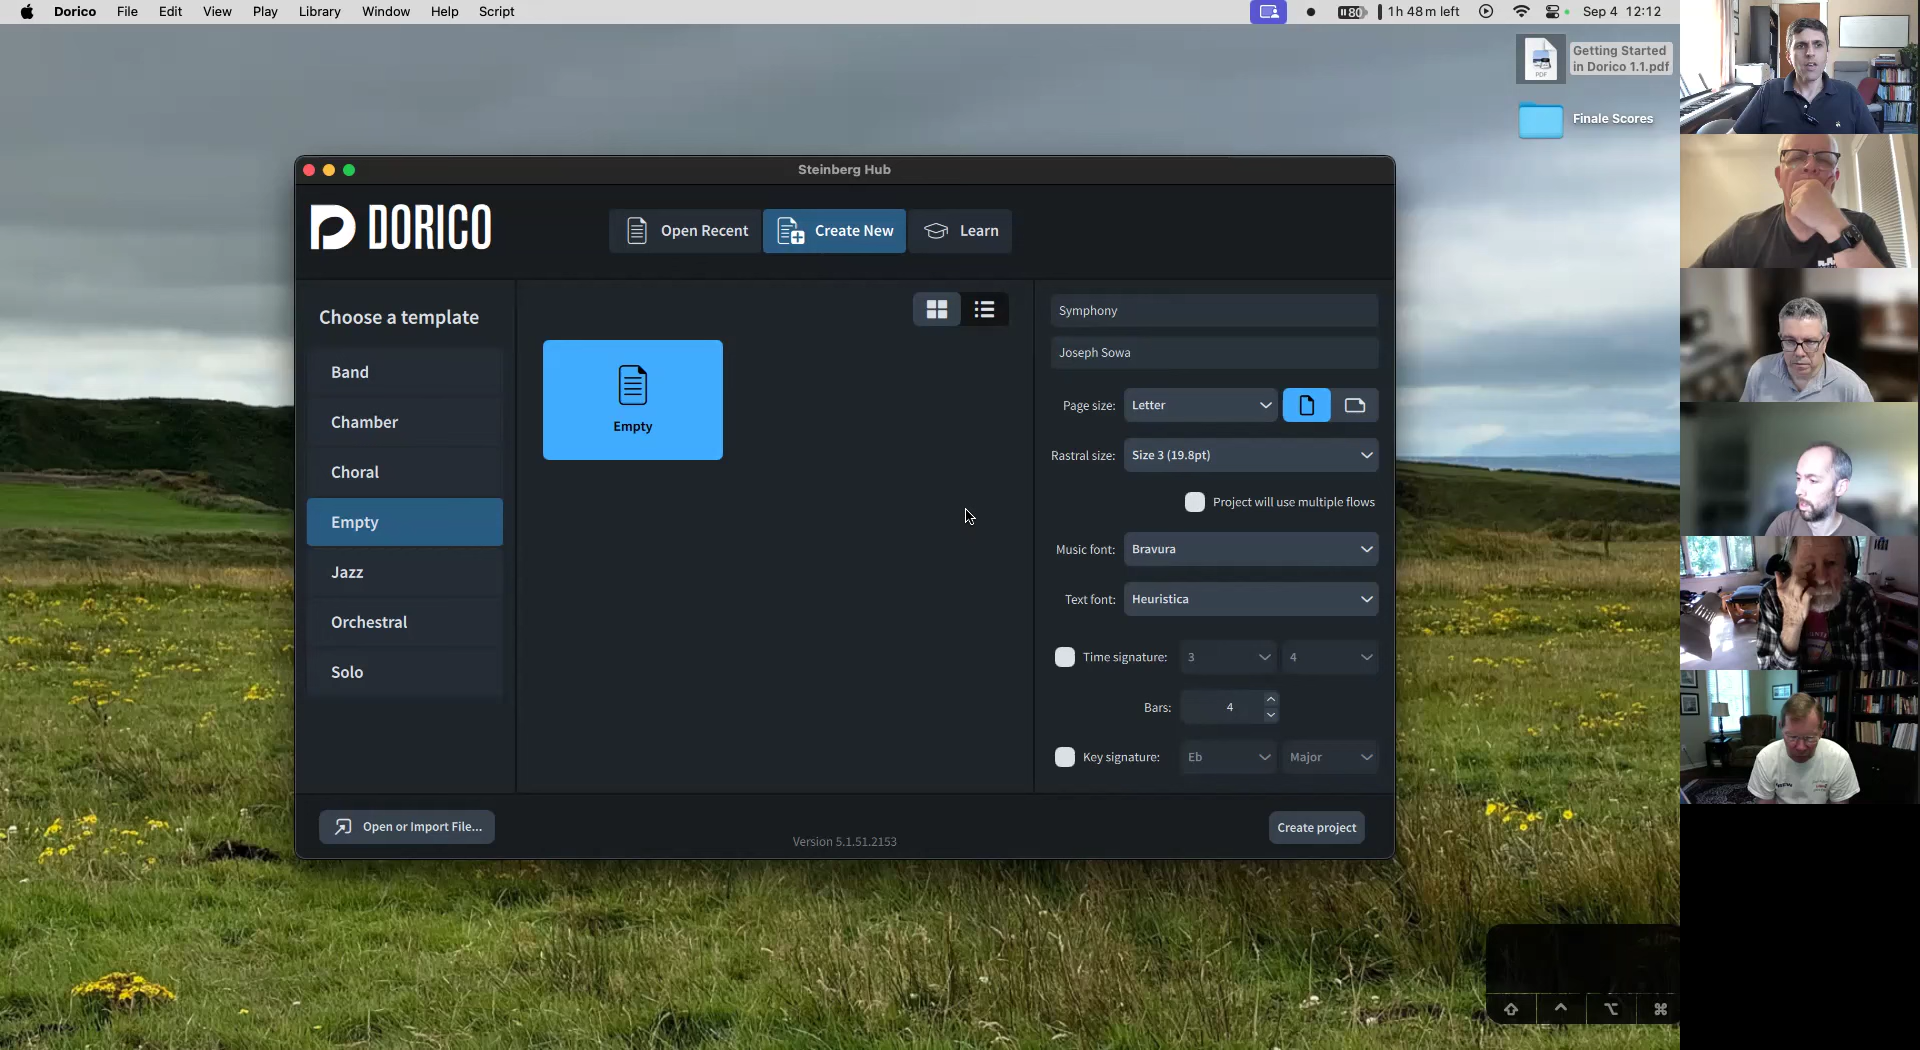 Dorico File Edit View Play Library Window Help Script
80 1 h 48 m left Sep 4 12:12
Getting Started
in Dorico 1.1.pdf
PDF
Finale Scores
Steinberg Hub
DORICO
Open Recent
Create New
Learn
Choose a template
Band
Chamber
Choral
Empty
Jazz
Orchestral
Solo
Empty
Symphony
Joseph Sowa
Page size: Letter
Rastral size: Size 3 (19.8pt)
Project will use multiple flows
Music font: Bravura
Text font: Heuristica
Time signature: 3 4
Bars: 4
Key signature: Eb Major
Open or Import File...
Version 5.1.51.2153
Create project